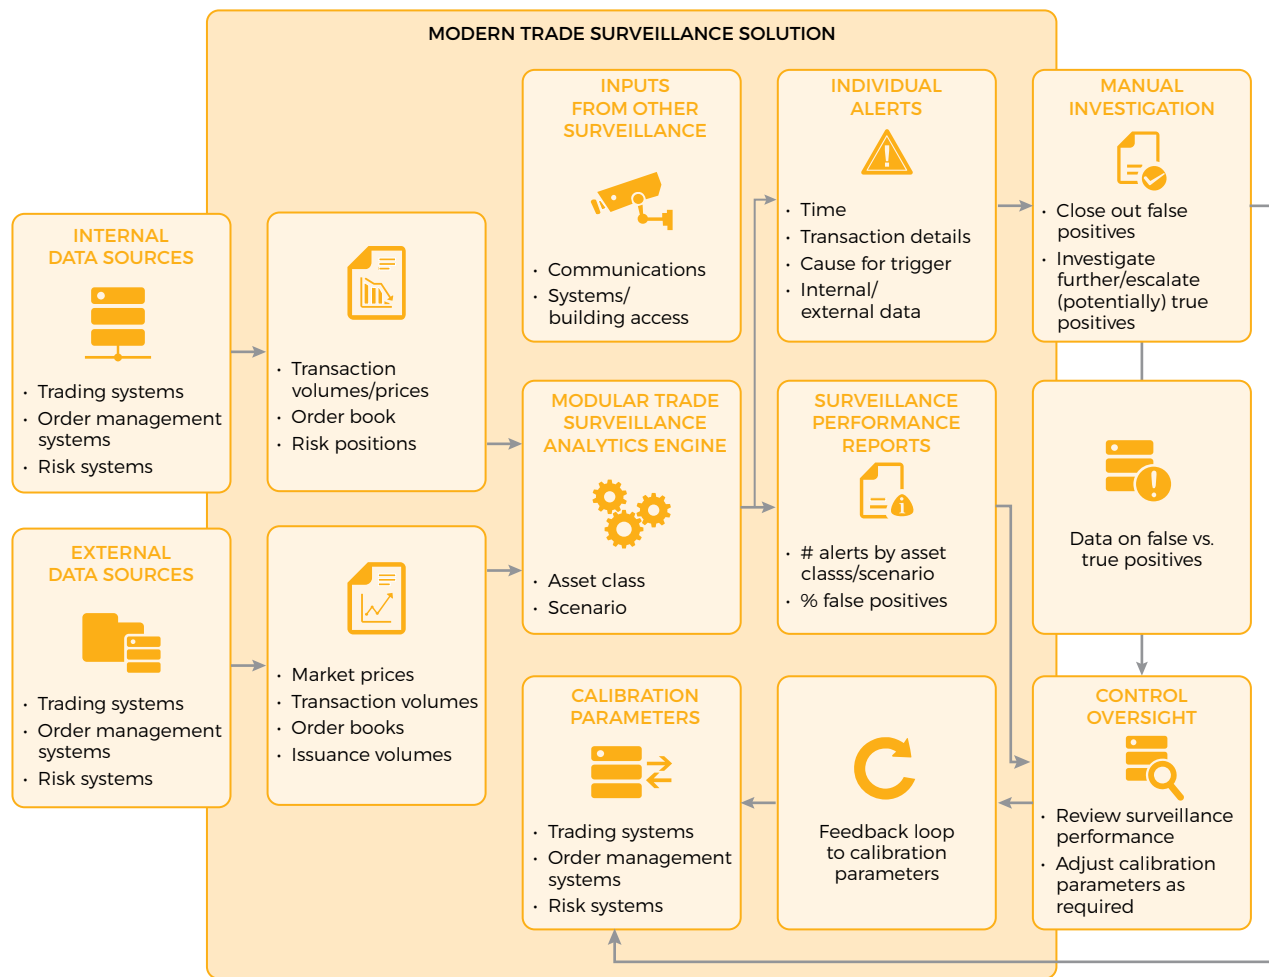 MODERN TRADE SURVEILLANCE SOLUTION
INTERNAL
DATA SOURCES
· Trading systems
· Order management
systems
· Risk systems
EXTERNAL
DATA SOURCES
· Trading systems
· Order management
systems
· Risk systems
· Transaction
volumes/prices
· Order book
· Risk positions
· Market prices
· Transaction volumes
· Order books
· Issuance volumes
INPUTS
FROM OTHER
SURVEILLANCE
· Communications
· Systems/
building access
MODULAR TRADE
SURVEILLANCE
ANALYTICS ENGINE
· Asset class
· Scenario
CALIBRATION
PARAMETERS
· Trading systems
· Order management
systems
· Risk systems
INDIVIDUAL
ALERTS
· Time
· Transaction details
· Cause for trigger
· Internal/
external data
SURVEILLANCE
PERFORMANCE
REPORTS
· # alerts by asset
classs/scenario
· % false positives
Feedback loop
to calibration
parameters
MANUAL
INVESTIGATION
· Close out false
positives
· Investigate
further/escalate
(potentially) true
positives
Data on false vs.
true positives
CONTROL
OVERSIGHT
· Review surveillance
performance
· Adjust calibration
parameters as
required